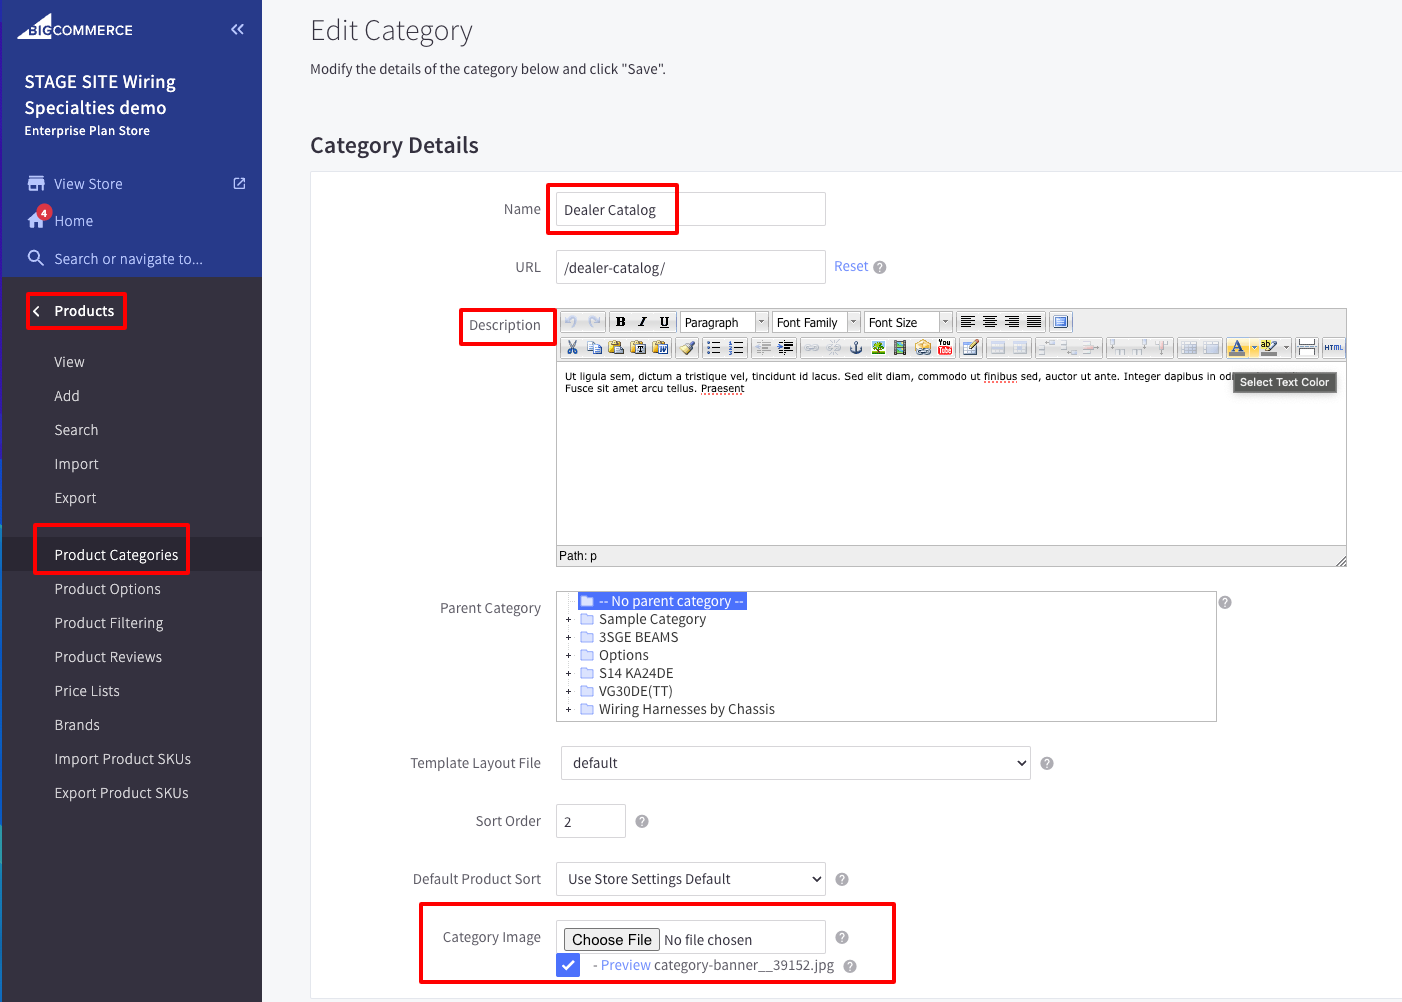 BIGCOMMERCE
STAGE SITE Wiring
Specialties demo
Enterprise Plan Store
View Store
4
Home
Search or navigate to...
Products
View
Add
Search
Import
Export
Product Categories
Product Options
Product Filtering
Product Reviews
Price Lists
Brands
Import Product SKUs
Export Product SKUs
Edit Category
Modify the details of the category below and click "Save".
Category Details
Name
Dealer Catalog
URL
/dealer-catalog/
Reset ?
Description
B I U Paragraph Font Family Font Size
T W You Tube A ab HTML
Ut ligula sem, dictum a tristique vel, tincidunt id lacus. Sed elit diam, commodo ut finibus sed, auctor ut ante. Integer dapibus in
Fusce sit amet arcu tellus. Praesent
Select Text Color
Path: p
Parent Category
-- No parent category -- ?
Sample Category
3SGE BEAMS
Options
S14 KA24DE
VG30DE(TT)
Wiring Harnesses by Chassis
Template Layout File
default ?
Sort Order
2 ?
Default Product Sort
Use Store Settings Default ?
Category Image
Choose File No file chosen ?
- Preview category-banner__39152.jpg ?